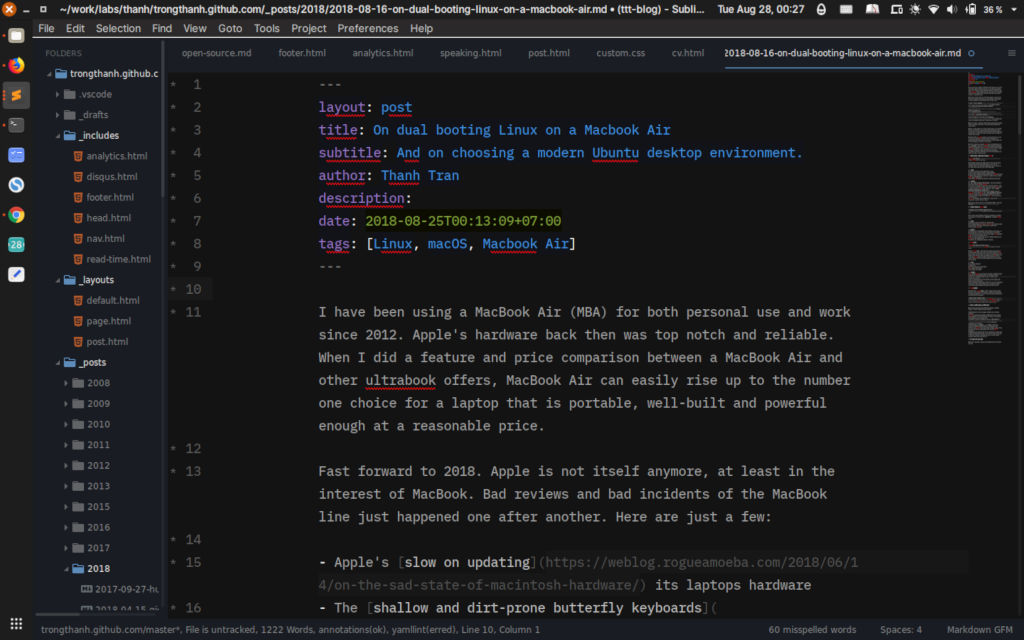 ~/work/labs/thanh/trongthanh.github.com/_posts/2018/2018-08-16-on-dual-booting-linux-on-a-macbook-air.md • (ttt-blog) - Subli...
Tue Aug 28, 00:27
36 %
File Edit Selection Find View Goto Tools Project Preferences Help
FOLDERS
trongthanh.github.c
.vscode
_drafts
_includes
analytics.html
disqus.html
footer.html
head.html
nav.html
read-time.html
_layouts
default.html
page.html
post.html
_posts
2008
2009
2010
2011
2012
2013
2015
2016
2017
2018
2017-09-27-hu
28
open-source.md footer.html analytics.html speaking.html post.html custom.css cv.html 2018-08-16-on-dual-booting-linux-on-a-macbook-air.md
* 1 ---
* 2 layout: post
* 3 title: On dual booting Linux on a Macbook Air
* 4 subtitle: And on choosing a modern Ubuntu desktop environment.
* 5 author: Thanh Tran
* 6 description:
* 7 date: 2018-08-25T00:13:09+07:00
* 8 tags: [Linux, macOS, Macbook Air]
* 9 ---
* 10
* 11 I have been using a MacBook Air (MBA) for both personal use and work
since 2012. Apple's hardware back then was top notch and reliable.
When I did a feature and price comparison between a MacBook Air and
other ultrabook offers, MacBook Air can easily rise up to the number
one choice for a laptop that is portable, well-built and powerful
enough at a reasonable price.
* 12
* 13 Fast forward to 2018. Apple is not itself anymore, at least in the
interest of MacBook. Bad reviews and bad incidents of the MacBook
line just happened one after another. Here are just a few:
* 14
* 15 - Apple's [slow on updating](https://weblog.rogueamoeba.com/2018/06/1
4/on-the-sad-state-of-macintosh-hardware/) its laptops hardware
* 16 - The [shallow and dirt-prone butterfly keyboards](
trongthanh.github.com/master*, File is untracked, 1222 Words, annotations(ok), yamllint(erred), Line 10, Column 1
60 misspelled words Spaces: 4 Markdown GFM